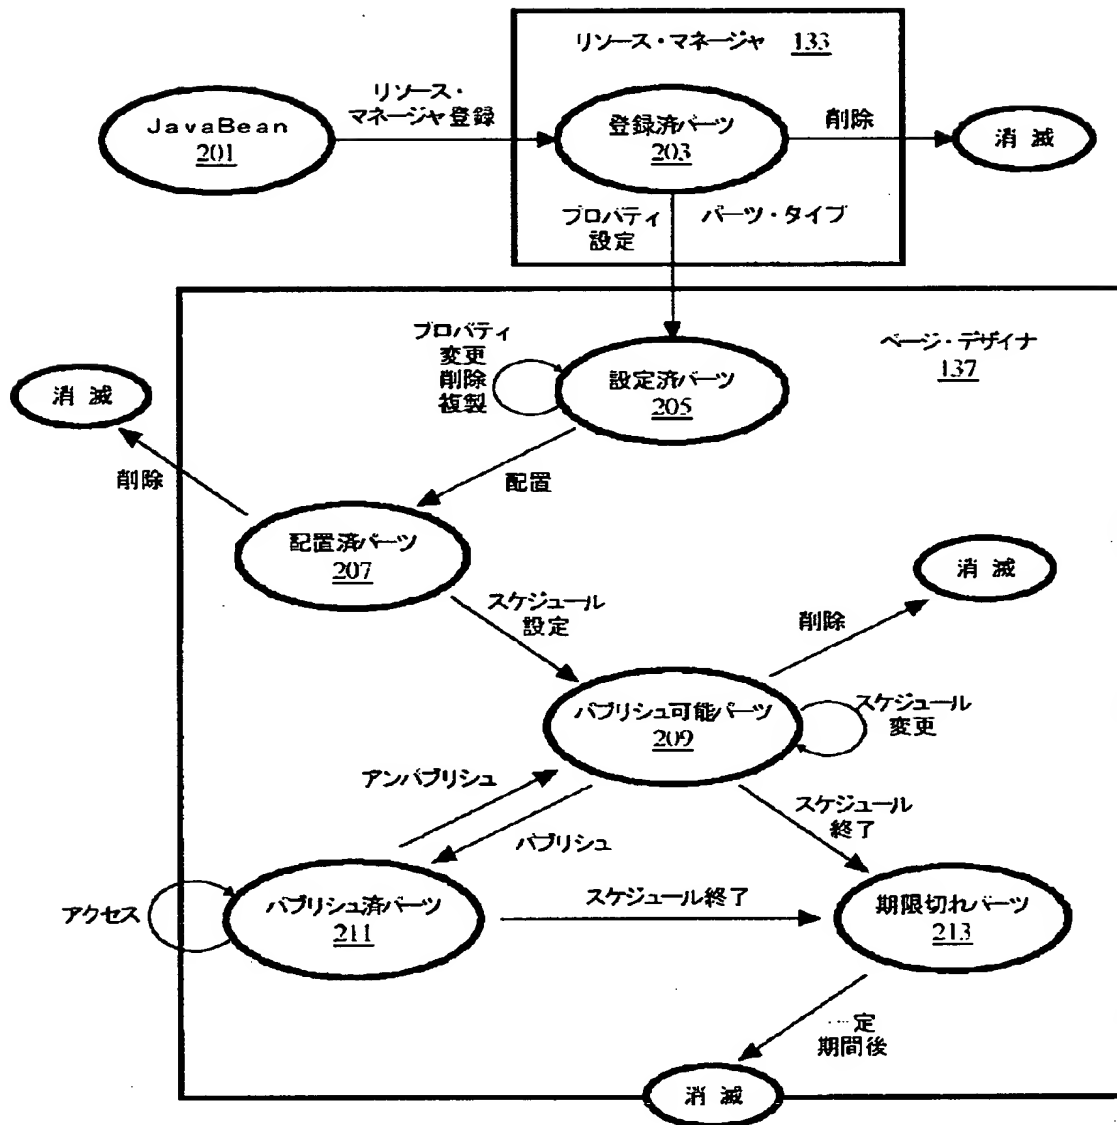 リソース・マネージャ 133
リソース・
マネージャ登録
JavaBean
201
登録済パーツ
203
削除
消滅
プロパティ
設定
パーツ・タイプ
プロパティ
変更
削除
複製
設定済パーツ
205
ページ・デザイナ
137
消滅
削除
配置
配置済パーツ
207
スケジュール
設定
消滅
削除
パブリシュ可能パーツ
209
スケジュール
変更
アンパブリシュ
パブリシュ
スケジュール
終了
アクセス
パブリシュ済パーツ
211
スケジュール終了
期限切れパーツ
213
一定
期間後
消滅